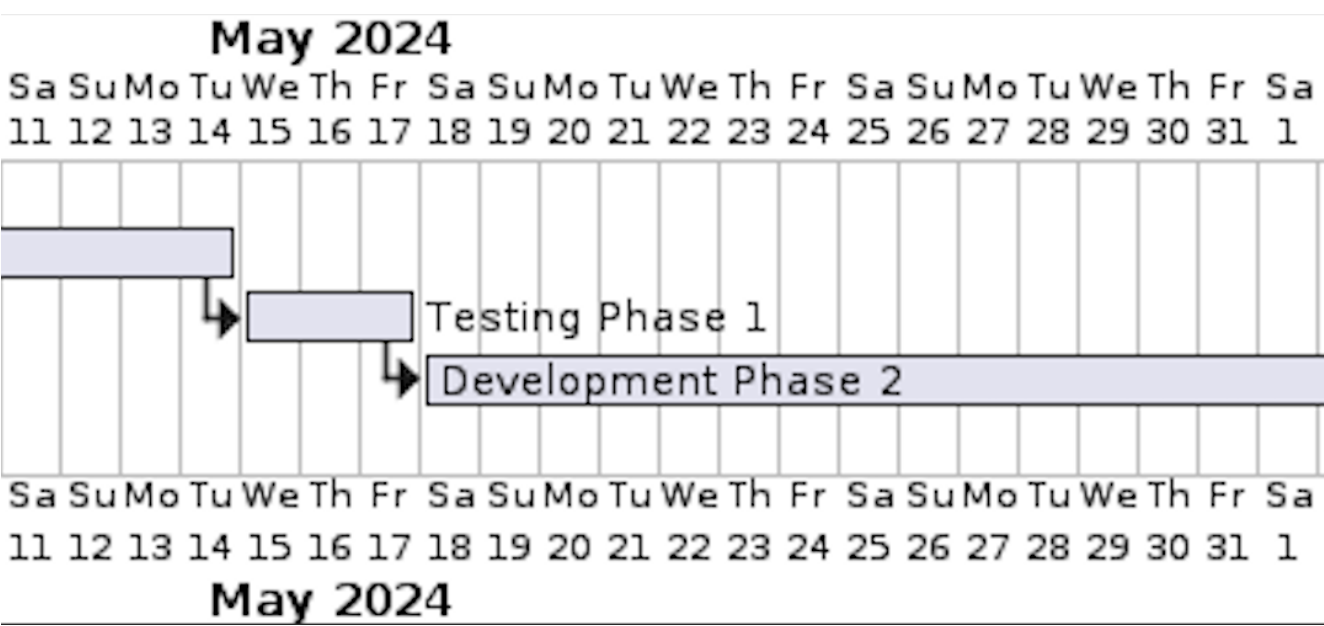 May 2024
Sa Su Mo Tu We Th Fr Sa Su Mo Tu We Th Fr Sa Su Mo Tu We Th Fr Sa
11 12 13 14 15 16 17 18 19 20 21 22 23 24 25 26 27 28 29 30 31 1
Testing Phase 1
Development Phase 2
Sa Su Mo Tu We Th Fr Sa Su Mo Tu We Th Fr Sa Su Mo Tu We Th Fr Sa
11 12 13 14 15 16 17 18 19 20 21 22 23 24 25 26 27 28 29 30 31 1
May 2024